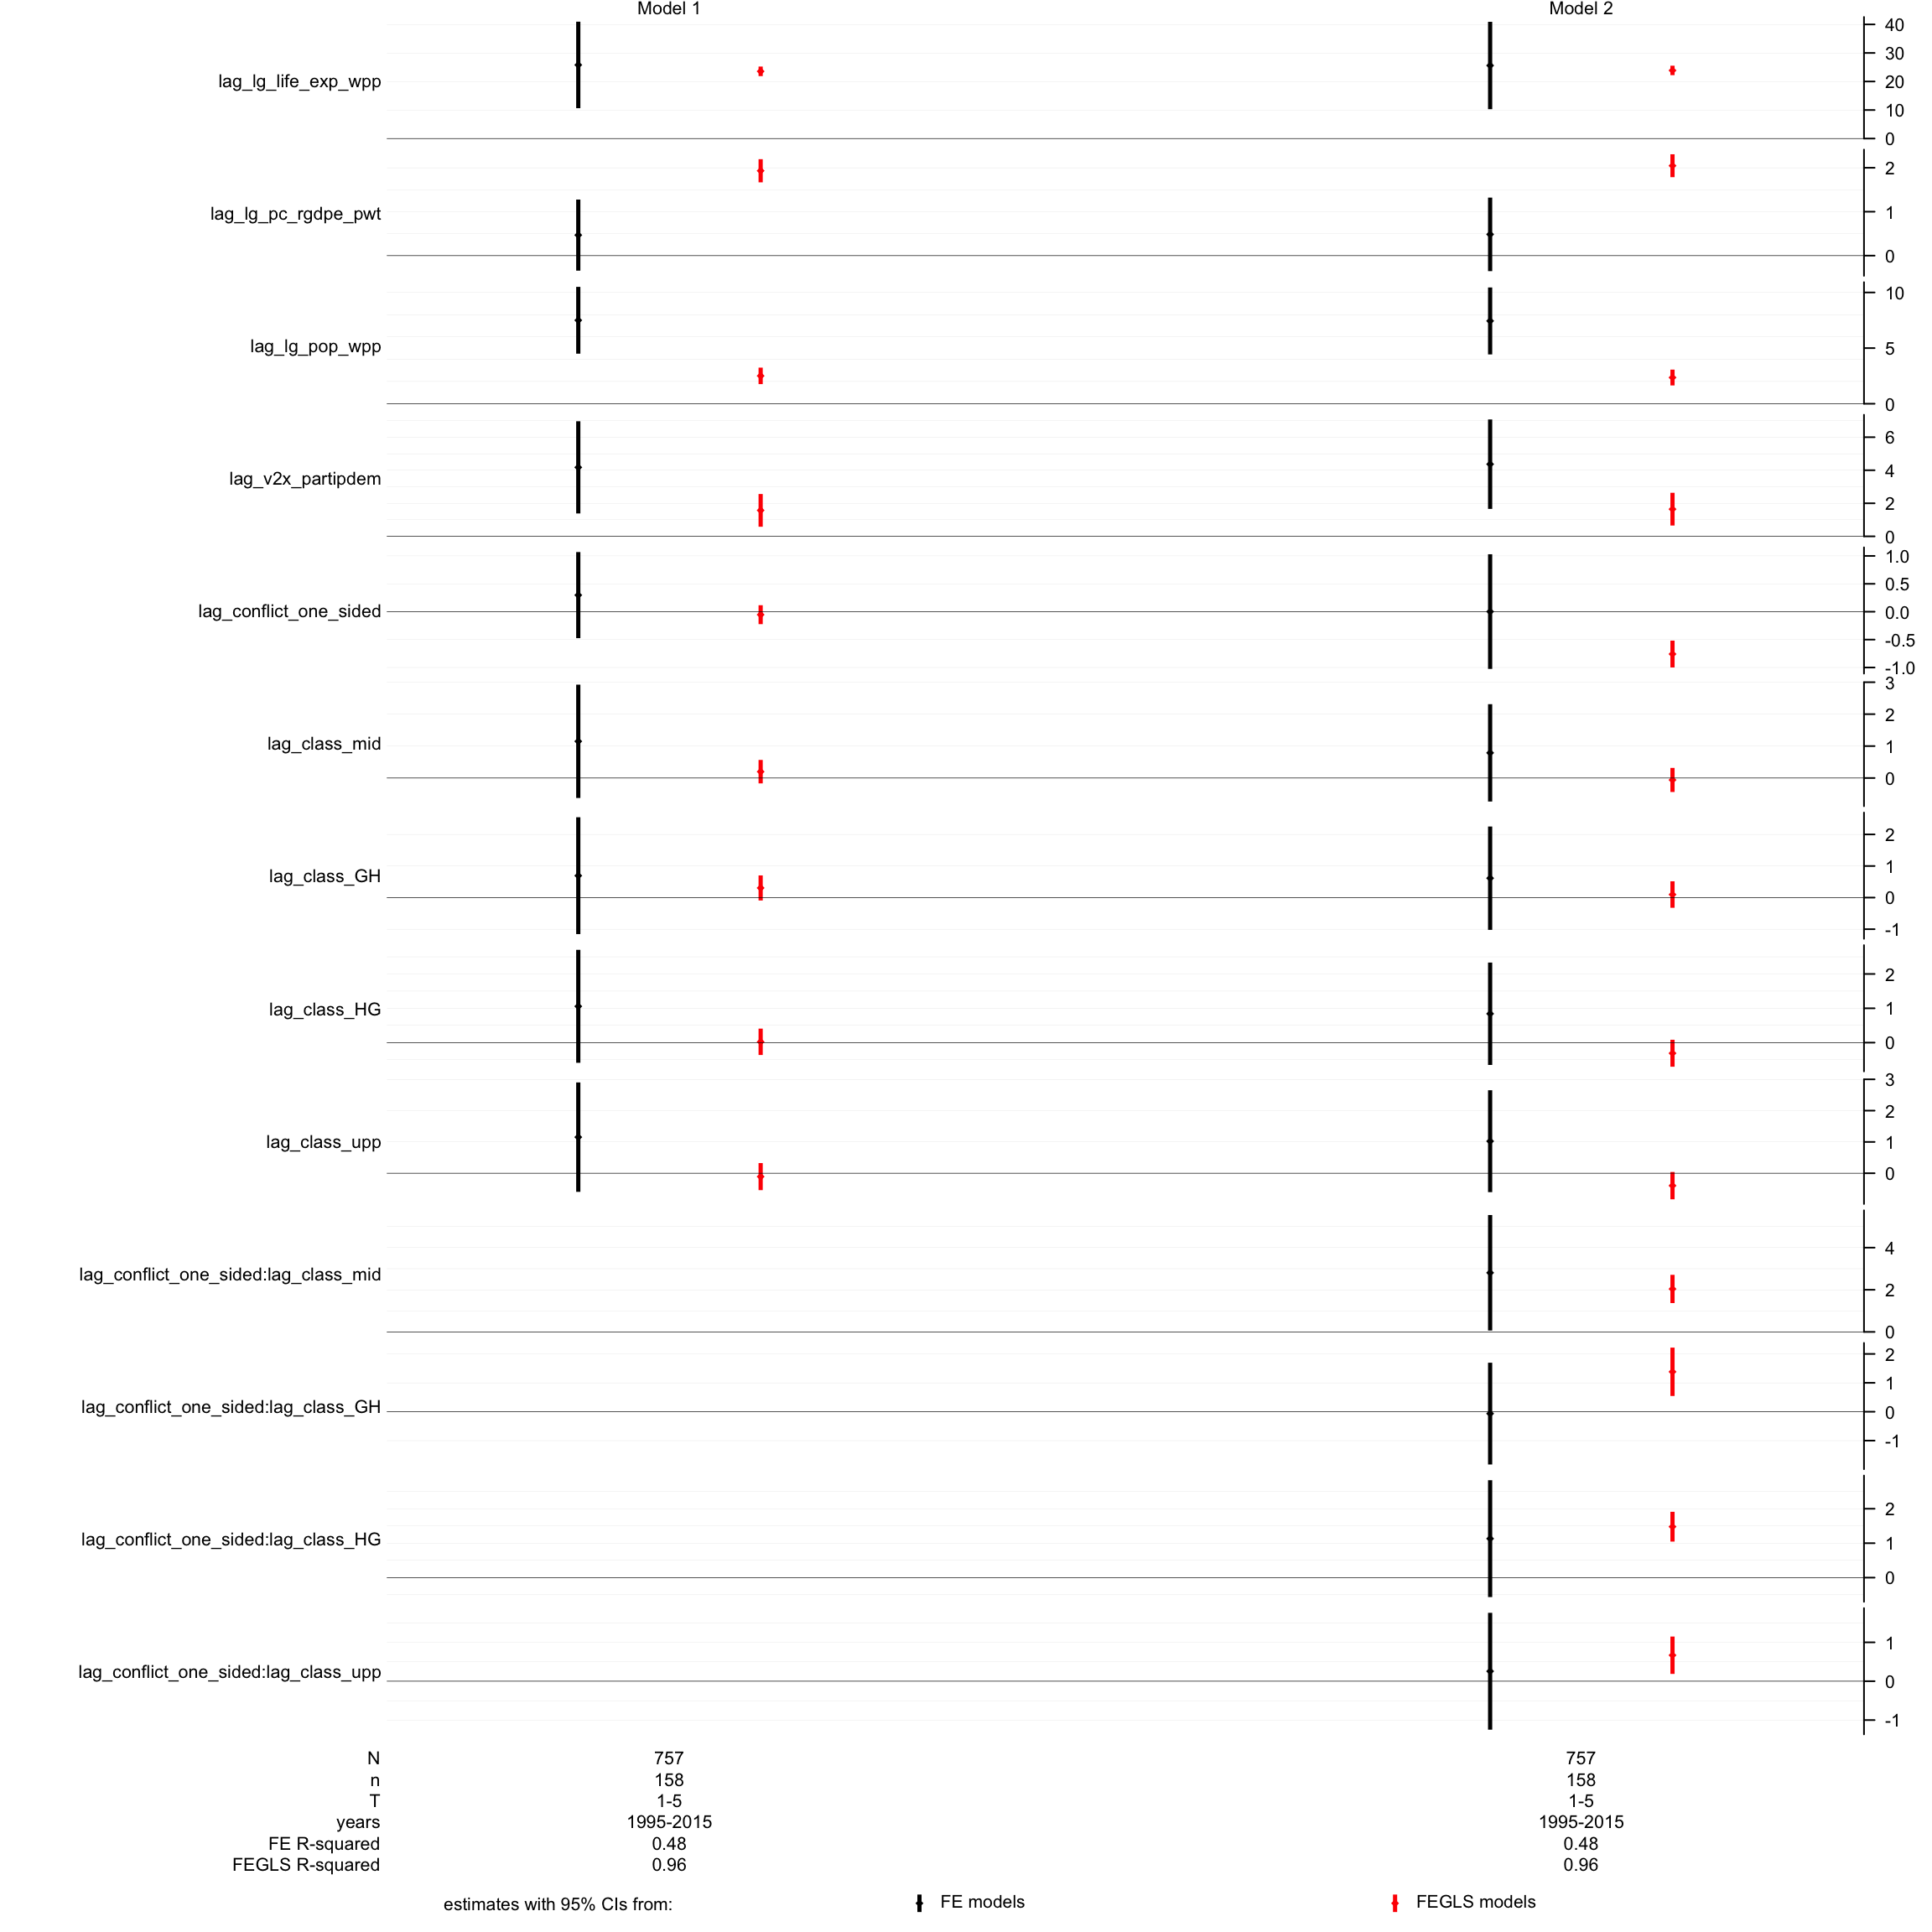 Model 1 Model 2
40
30
lag_lg_life_exp_wpp 20
10
0
2
lag_lg_pc_rgdpe_pwt 1
0
10
lag_lg_pop_wpp 5
0
6
lag_v2x_partipdem 4
2
0
1.0
0.5
lag_conflict_one_sided 0.0
-0.5
-1.0
3
2
lag_class_mid 1
0
2
lag_class_GH 1
0
-1
2
lag_class_HG 1
0
3
2
lag_class_upp 1
0
4
lag_conflict_one_sided:lag_class_mid 2
0
2
1
lag_conflict_one_sided:lag_class_GH 0
-1
2
lag_conflict_one_sided:lag_class_HG 1
0
1
lag_conflict_one_sided:lag_class_upp 0
-1
N 757 757
n 158 158
T 1-5 1-5
years 1995-2015 1995-2015
FE R-squared 0.48 0.48
FEGLS R-squared 0.96 0.96
estimates with 95% CIs from: FE models FEGLS models